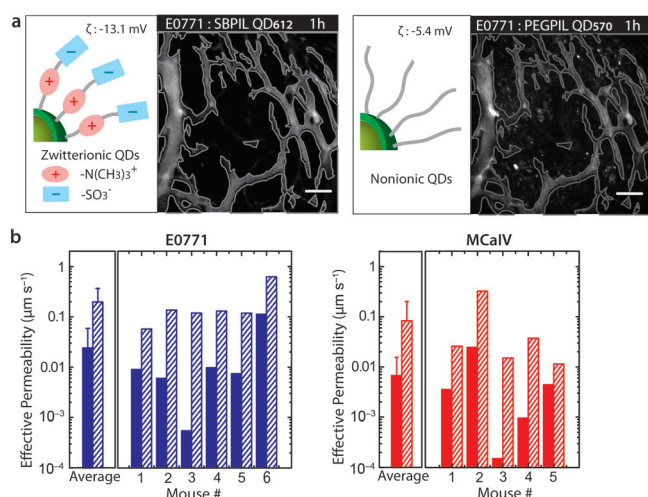 a
ζ : -13.1 mV
E0771 : SBPIL QD612 1h
Zwitterionic QDs
+ -N(CH3)3+
− -SO3-
ζ : -5.4 mV
E0771 : PEGPIL QD570 1h
Nonionic QDs
b
E0771
Effective Permeability (μm s⁻¹)
1
0.1
0.01
10⁻³
10⁻⁴
Average
1 2 3 4 5 6
Mouse #
MCaIV
Effective Permeability (μm s⁻¹)
1
0.1
0.01
10⁻³
10⁻⁴
Average
1 2 3 4 5
Mouse #